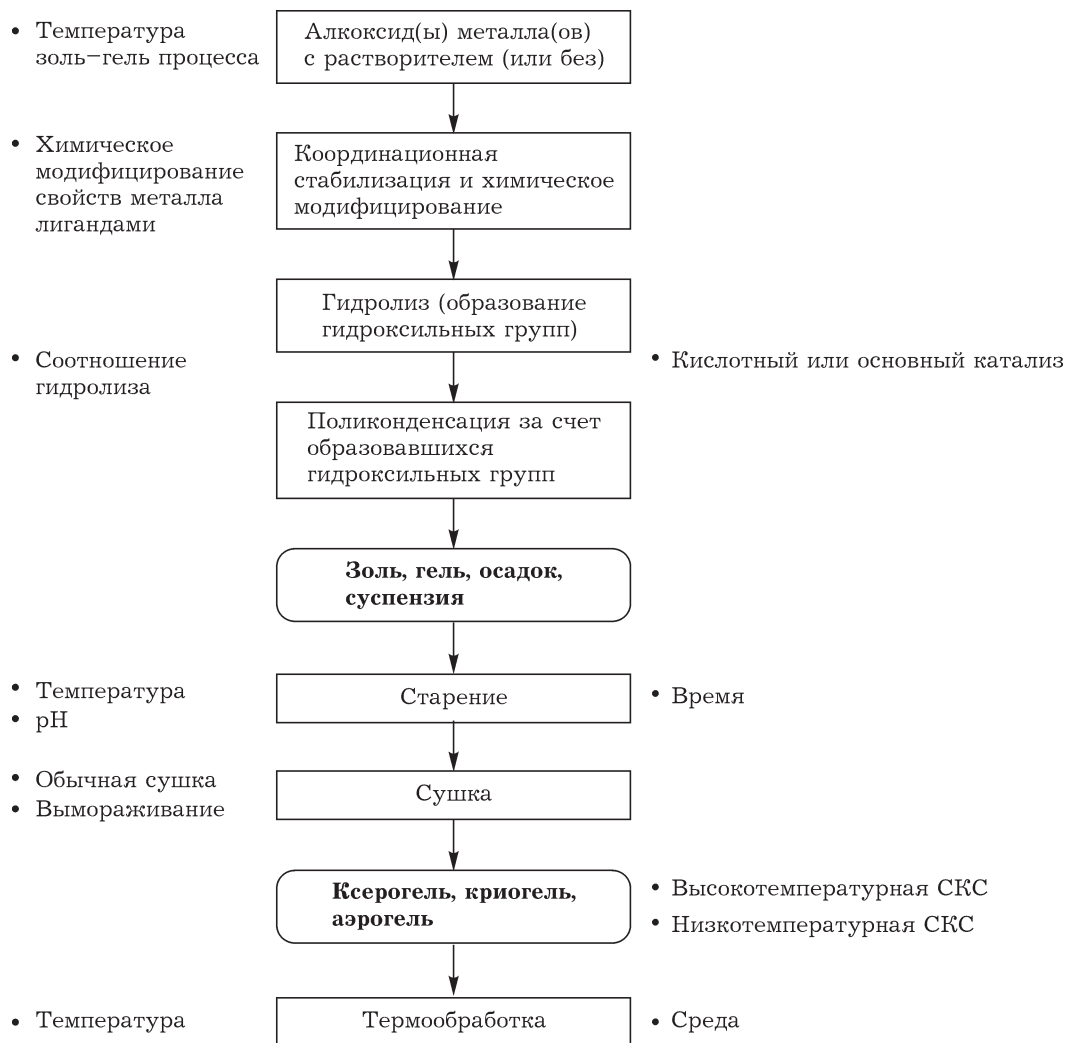 • Температура
золь–гель процесса
Алкоксид(ы) металла(ов)
с растворителем (или без)
• Химическое
модифицирование
свойств металла
лигандами
Координационная
стабилизация и химическое
модифицирование
Гидролиз (образование
гидроксильных групп)
• Соотношение
гидролиза
• Кислотный или основный катализ
Поликонденсация за счет
образовавшихся
гидроксильных групп
Золь, гель, осадок,
суспензия
• Температура
• pH
Старение
• Время
• Обычная сушка
• Вымораживание
Сушка
Ксерогель, криогель,
аэрогель
• Высокотемпературная СКС
• Низкотемпературная СКС
• Температура
Термообработка
• Среда